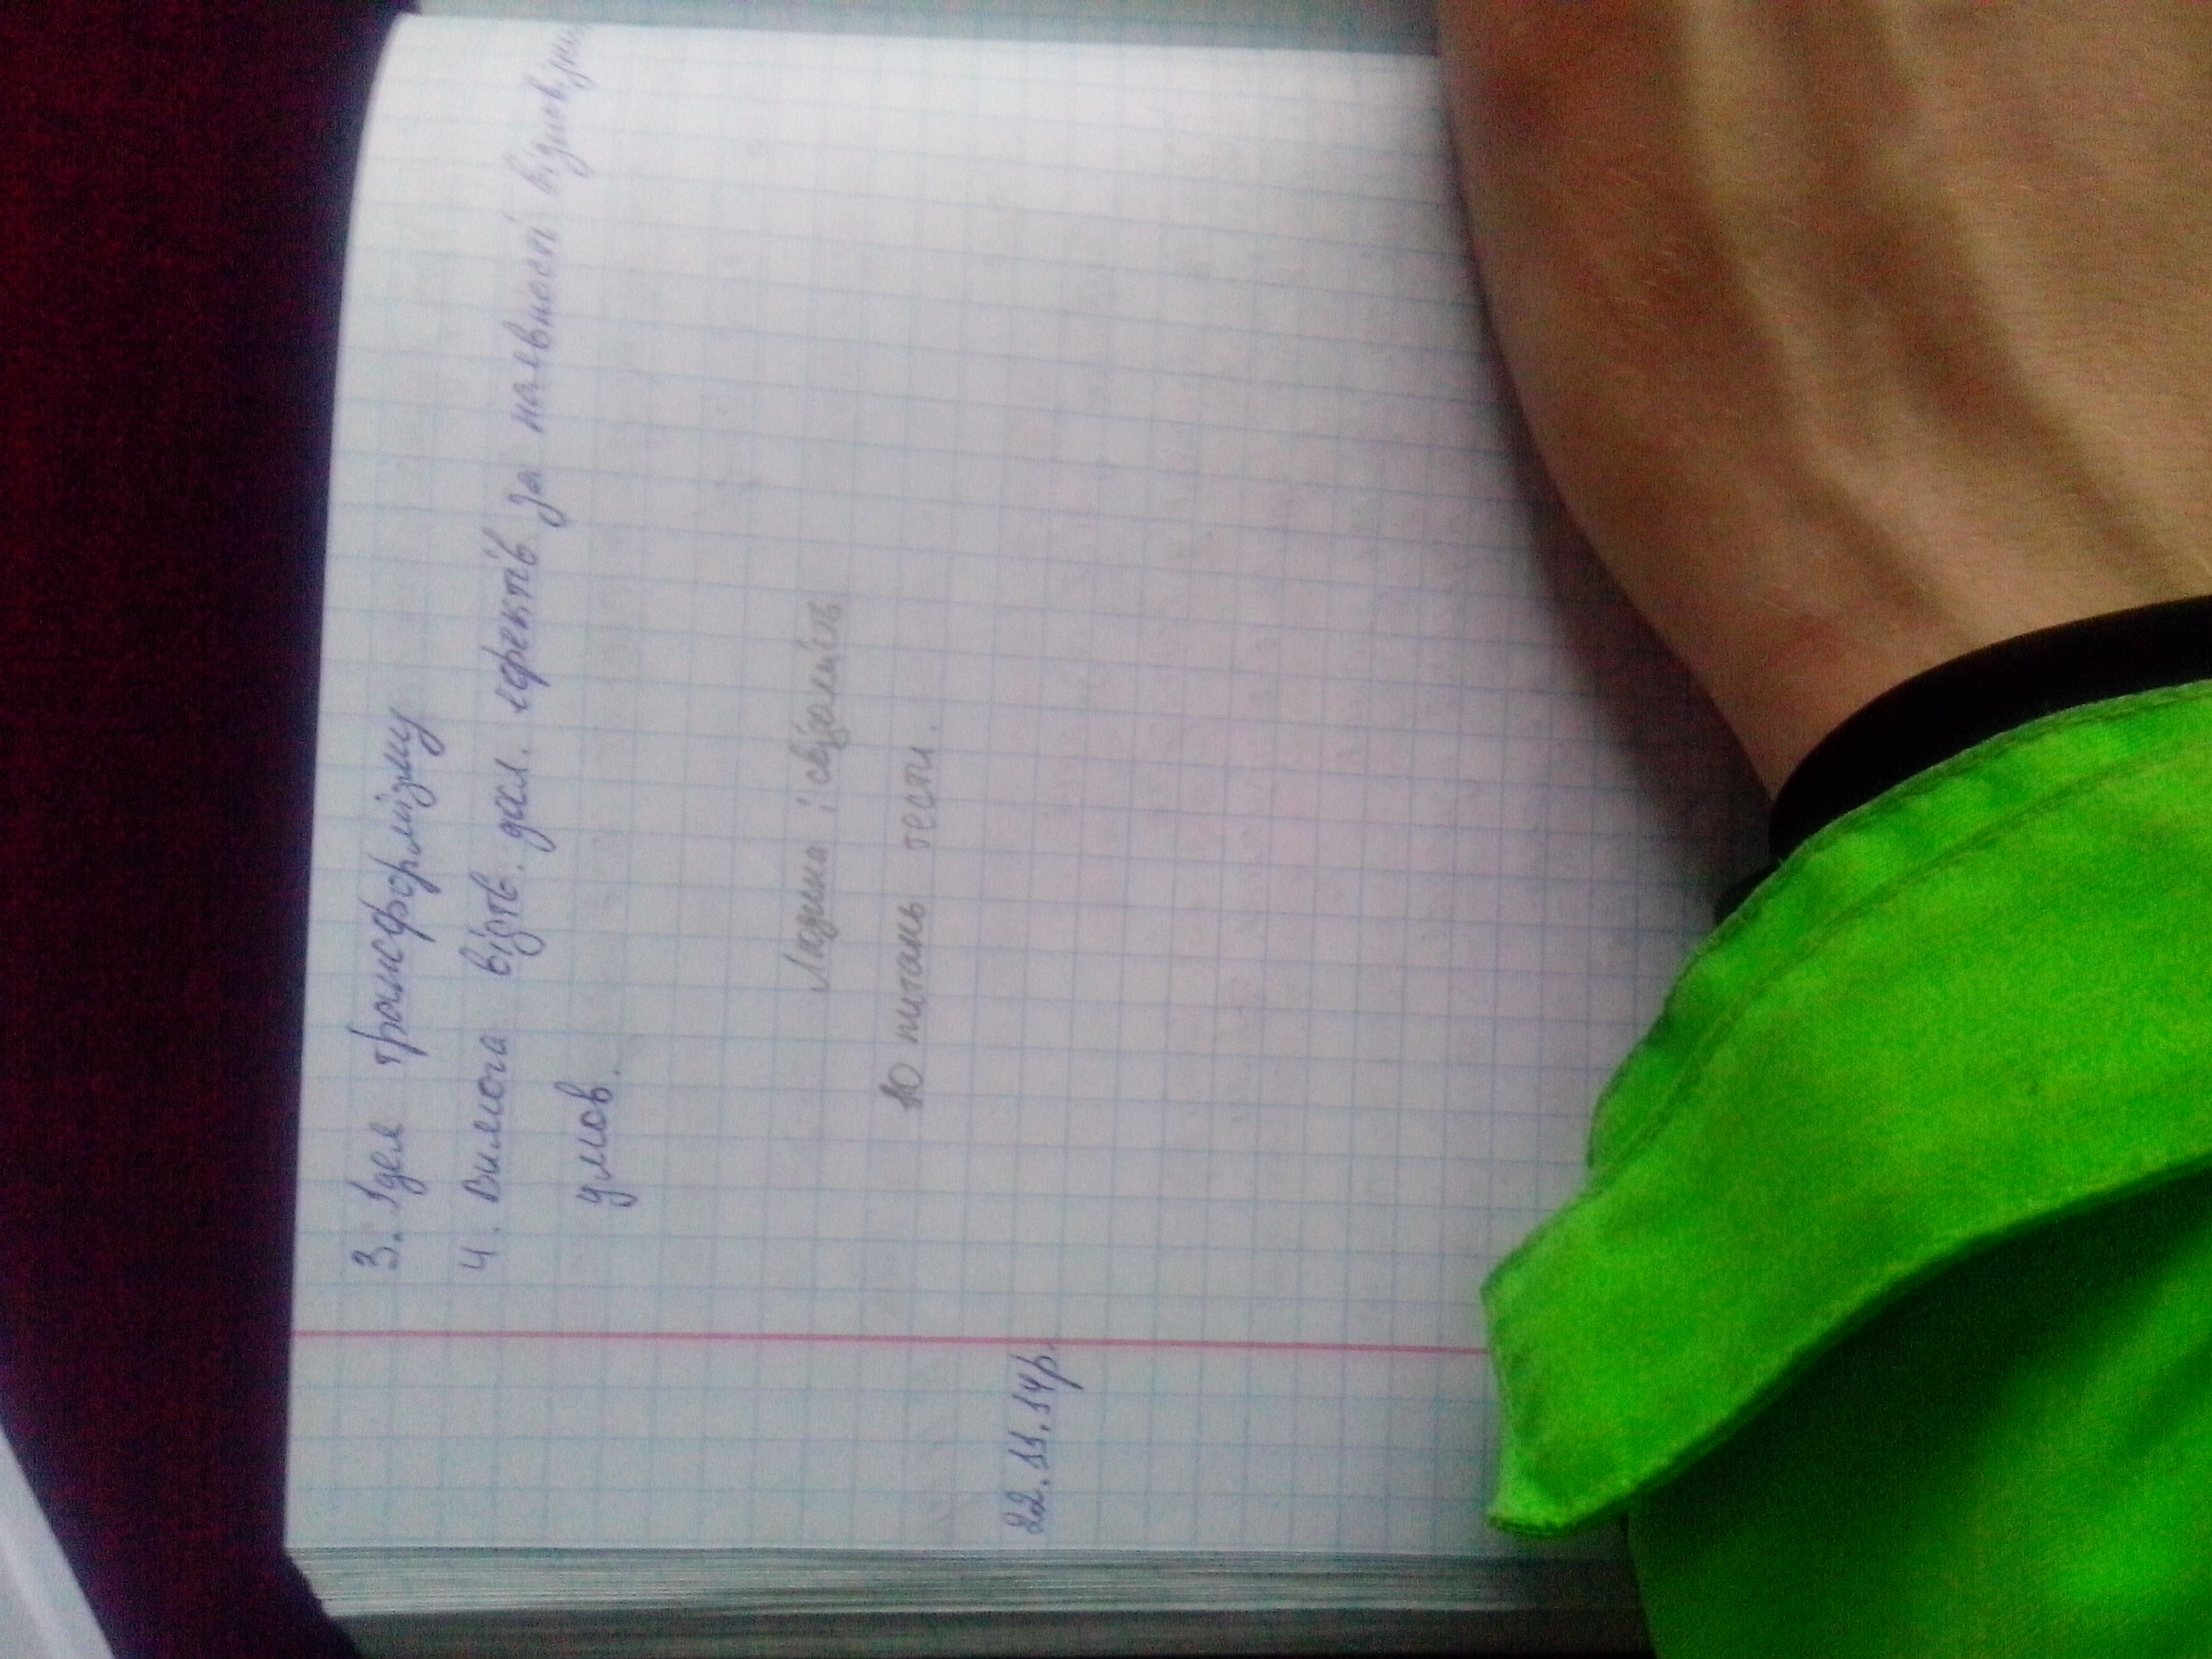 3. Ідея трансформізму
4. Вимога відтв. досл. ефектів за наявності відповідних
умов.
Людина і свідомість
10 питань тести.
22.11.14р.